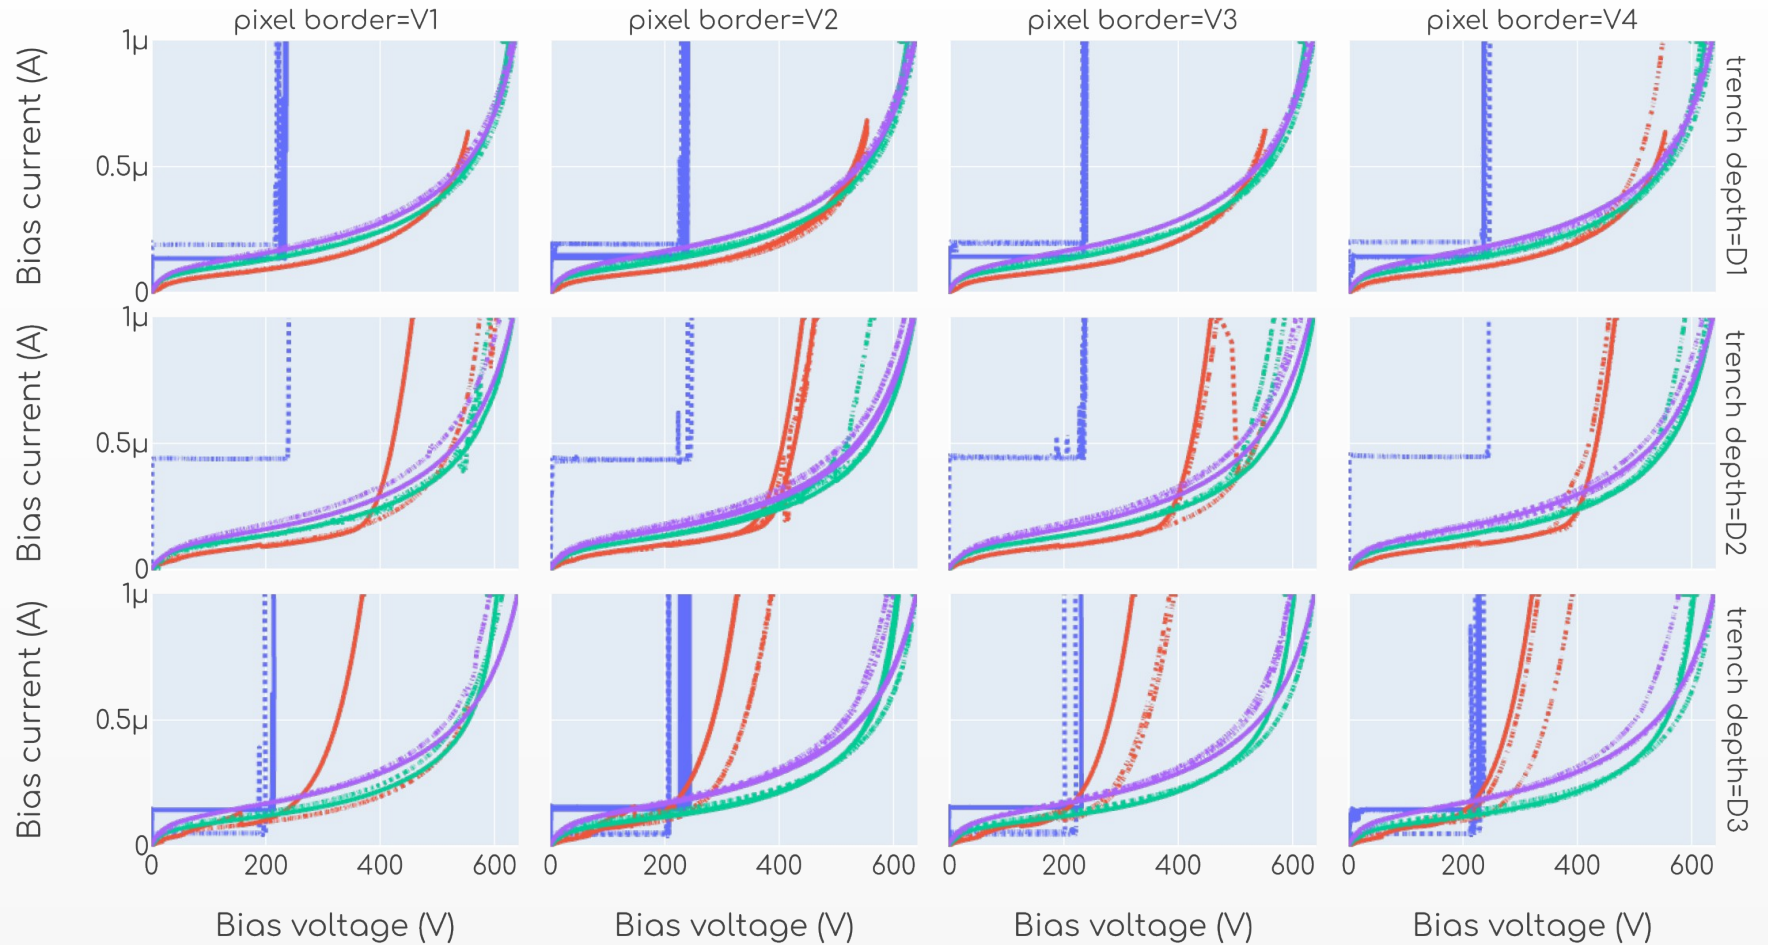 pixel border=V1 pixel border=V2 pixel border=V3 pixel border=V4
Bias current (A) 1μ 0.5μ 0 trench depth=D1
Bias current (A) 1μ 0.5μ 0 trench depth=D2
Bias current (A) 1μ 0.5μ 0 trench depth=D3
0 200 400 600 0 200 400 600 0 200 400 600 0 200 400 600
Bias voltage (V) Bias voltage (V) Bias voltage (V) Bias voltage (V)